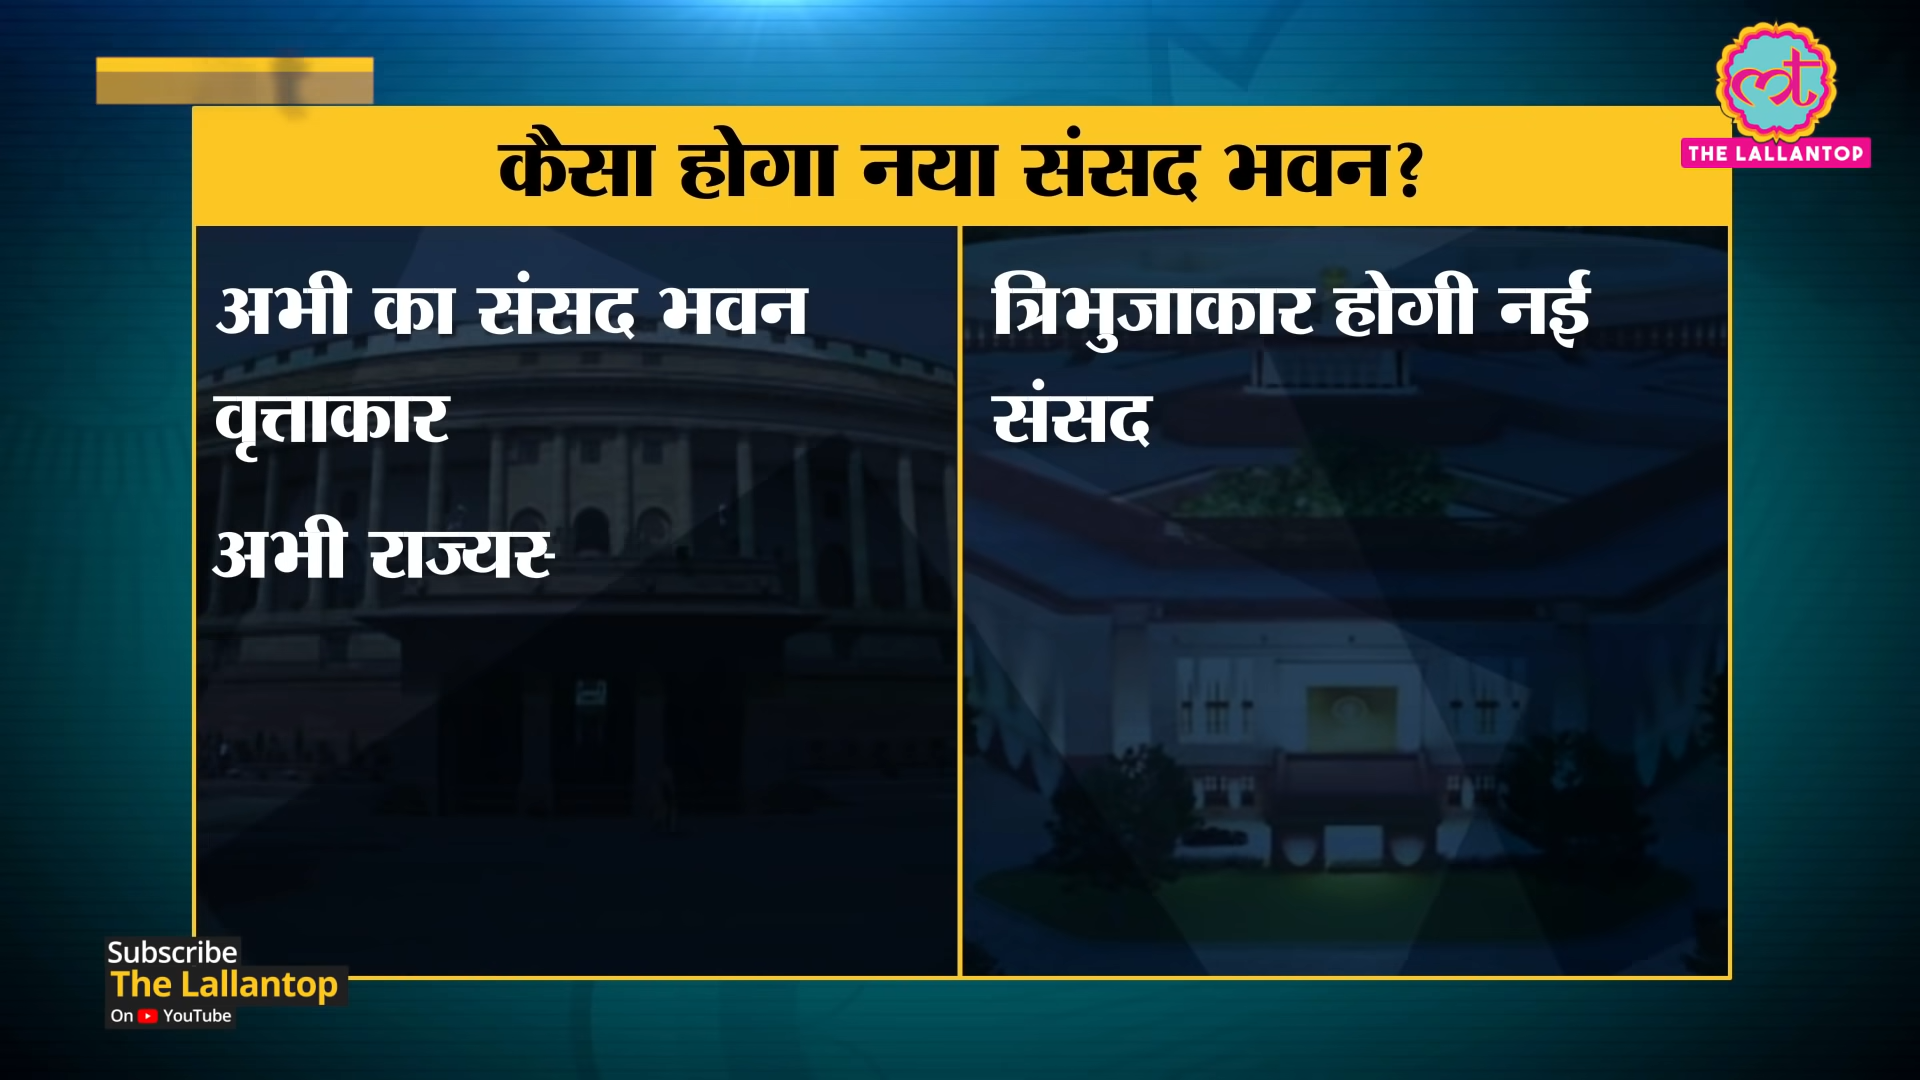 THE LALLANTOP
कैसा होगा नया संसद भवन?
अभी का संसद भवन
वृत्ताकार
अभी राज्यस
त्रिभुजाकार होगी नई
संसद
Subscribe
The Lallantop
On YouTube